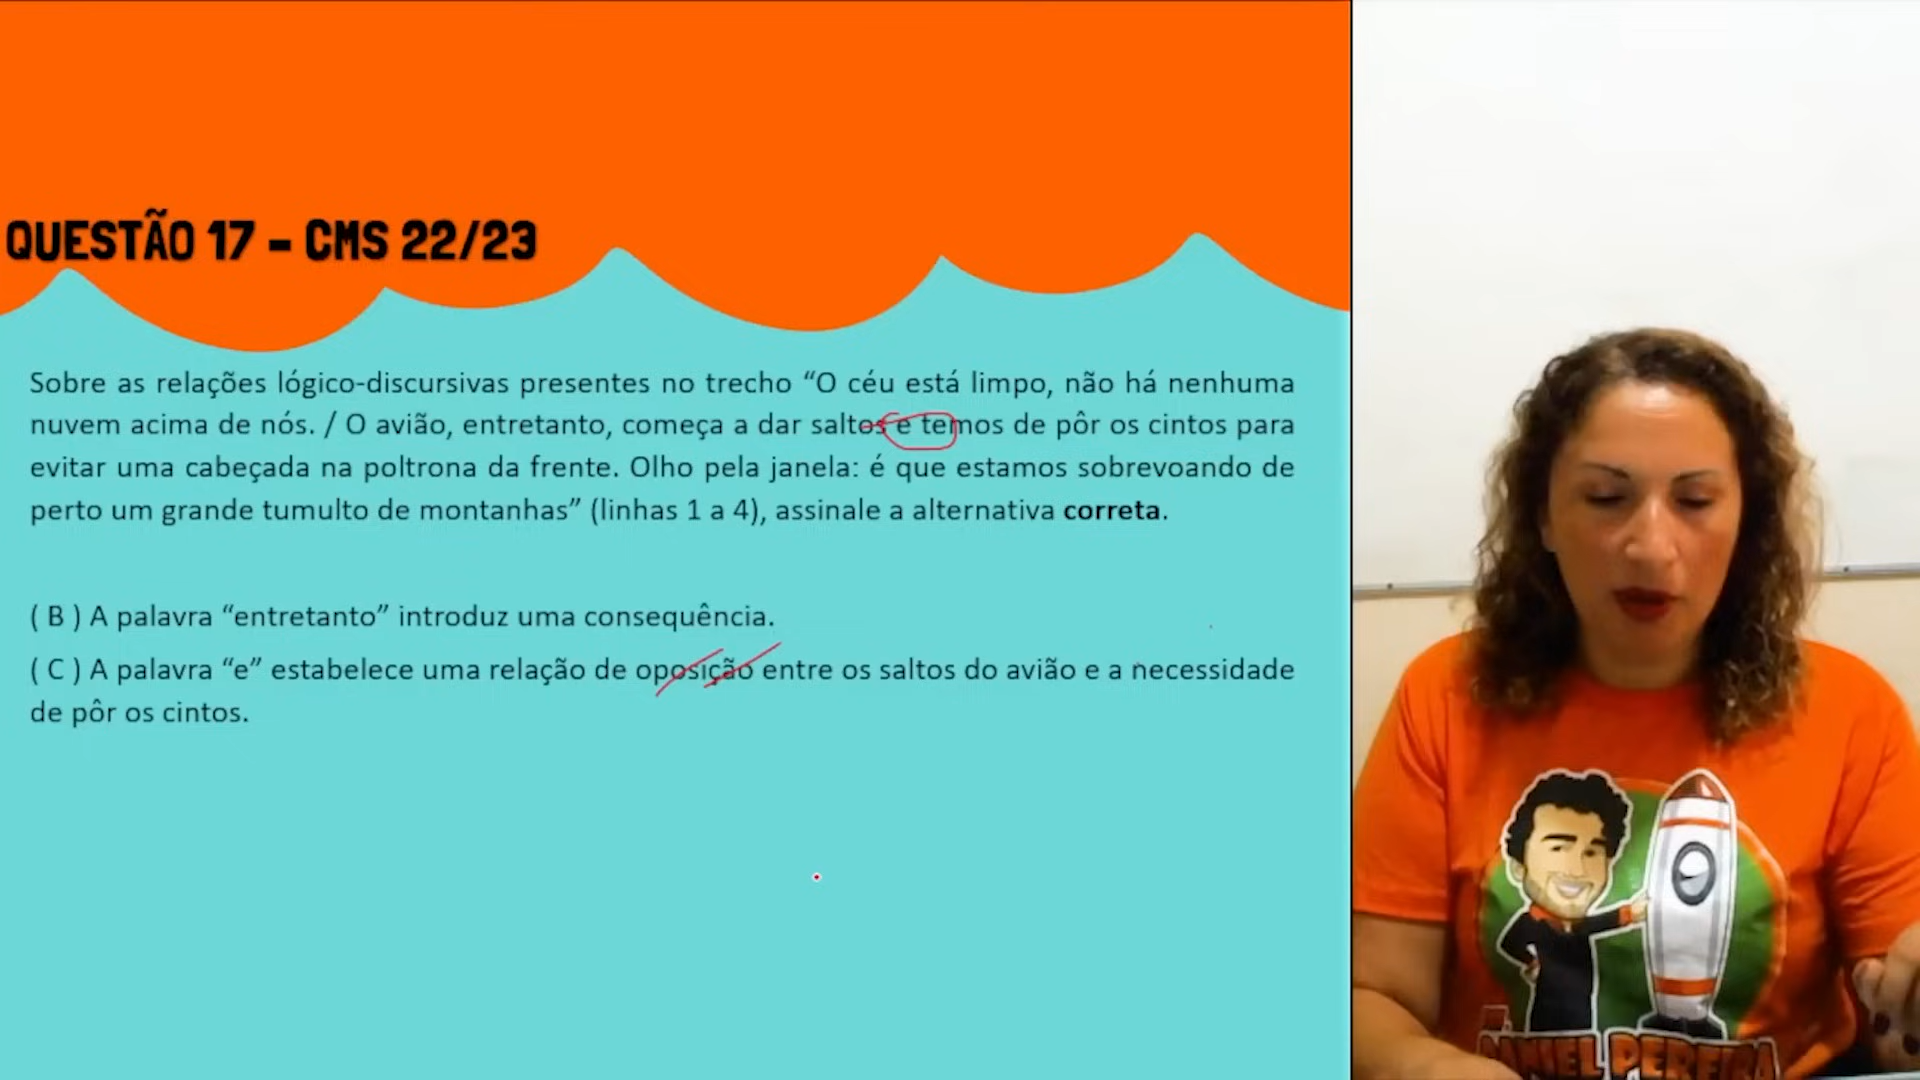 QUESTÃO 17 - CMS 22/23
Sobre as relações lógico-discursivas presentes no trecho “O céu está limpo, não há nenhuma
nuvem acima de nós. / O avião, entretanto, começa a dar saltos e temos de pôr os cintos para
evitar uma cabeçada na poltrona da frente. Olho pela janela: é que estamos sobrevoando de
perto um grande tumulto de montanhas” (linhas 1 a 4), assinale a alternativa correta.
( B ) A palavra “entretanto” introduz uma consequência.
( C ) A palavra “e” estabelece uma relação de oposição entre os saltos do avião e a necessidade
de pôr os cintos.
PEREIRA